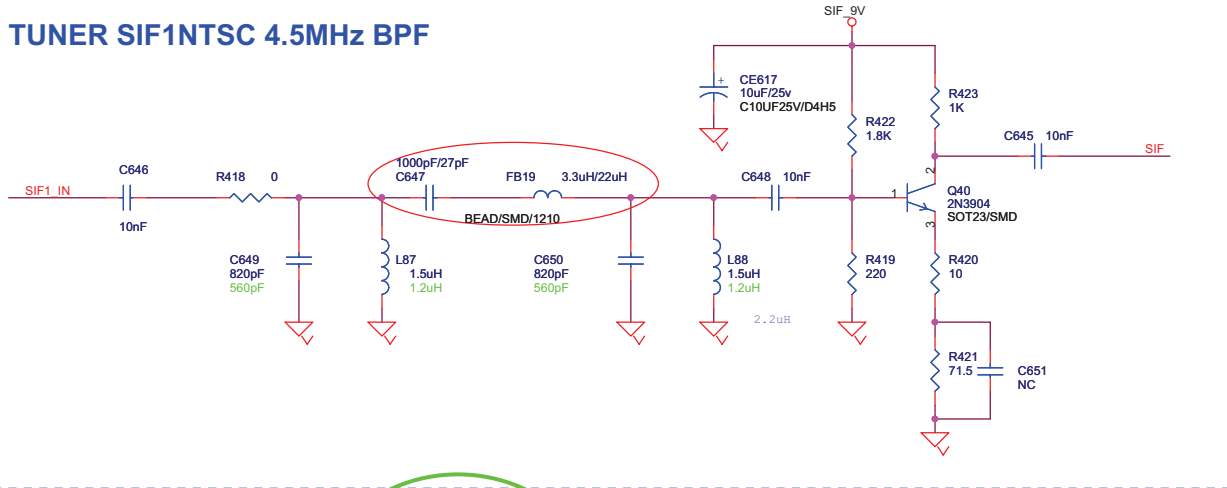 TUNER SIF1NTSC 4.5MHz BPF
SIF_9V
CE617
10uF/25v
C10UF25V/D4H5
R423
1K
R422
1.8K
C645
10nF
SIF
C646
10nF
SIF1_IN
R418
0
1000pF/27pF
C647
FB19
3.3uH/22uH
BEAD/SMD/1210
C648
10nF
1
2
3
Q40
2N3904
SOT23/SMD
C649
820pF
560pF
L87
1.5uH
1.2uH
C650
820pF
560pF
L88
1.5uH
1.2uH
2.2uH
R419
220
R420
10
R421
71.5
C651
NC
+